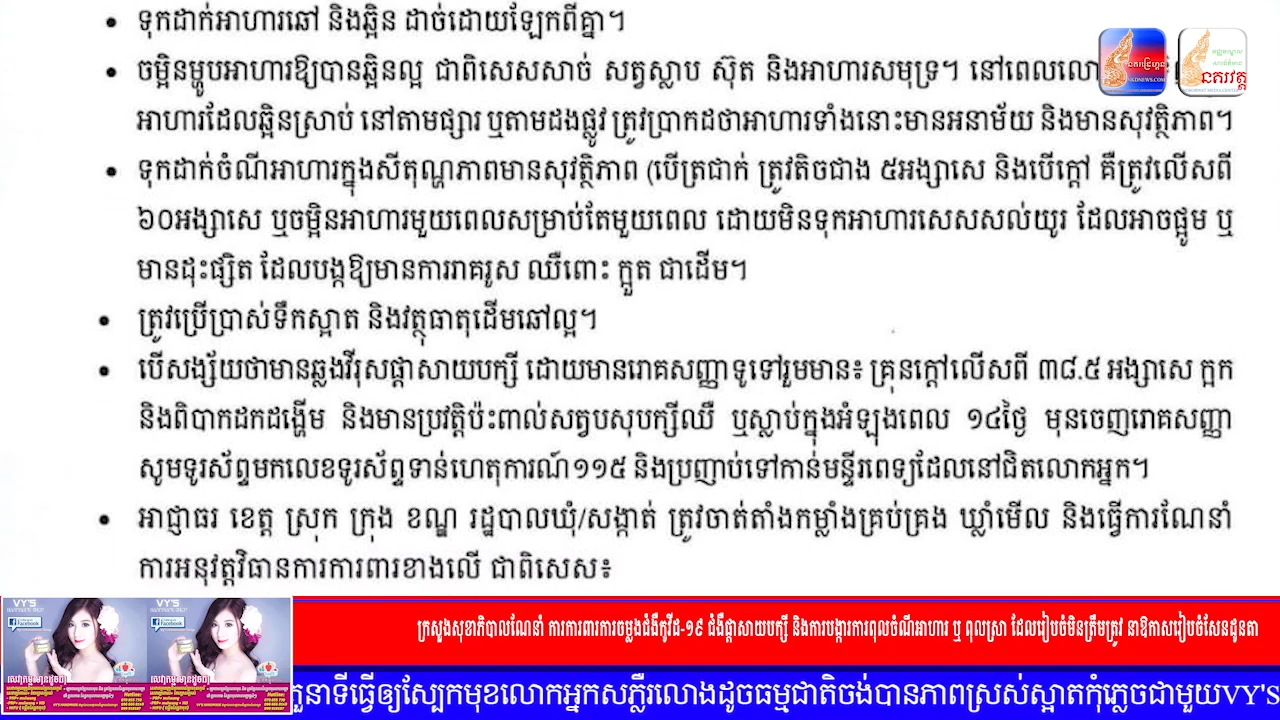 • ទុកដាក់អាហារឆៅ និងឆ្អិន ដាច់ដោយឡែកពីគ្នា។
• ចម្អិនម្ហូបអាហារឱ្យបានឆ្អិនល្អ ជាពិសេសសាច់ សត្វស្លាប ស៊ុត និងអាហារសមុទ្រ។ នៅពេលលោ
អាហារដែលឆ្អិនស្រាប់ នៅតាមផ្សារ ឬតាមដងផ្លូវ ត្រូវប្រាកដថាអាហារទាំងនោះមានអនាម័យ និងមានសុវត្ថិភាព។
• ទុកដាក់ចំណីអាហារក្នុងសីតុណ្ហភាពមានសុវត្ថិភាព (បើត្រជាក់ ត្រូវតិចជាង ៥អង្សាសេ និងបើក្តៅ គឺត្រូវលើសពី
៦០អង្សាសេ ឬចម្អិនអាហារមួយពេលសម្រាប់តែមួយពេល ដោយមិនទុកអាហារសេសសល់យូរ ដែលអាចផ្អូម ឬ
មានដុះផ្សិត ដែលបង្កឱ្យមានការរាគរូស ឈឺពោះ ក្អួត ជាដើម។
• ត្រូវប្រើប្រាស់ទឹកស្អាត និងវត្ថុធាតុដើមឆៅល្អ។
• បើសង្ស័យថាមានឆ្លងវីរុសផ្តាសាយបក្សី ដោយមានរោគសញ្ញាទូទៅរួមមាន៖ គ្រុនក្តៅលើសពី ៣៨.៥ អង្សាសេ ក្អក
និងពិបាកដកដង្ហើម និងមានប្រវត្តិប៉ះពាល់សត្វបសុបក្សីឈឺ ឬស្លាប់ក្នុងអំឡុងពេល ១៤ថ្ងៃ មុនចេញរោគសញ្ញា
សូមទូរស័ព្ទមកលេខទូរស័ព្ទទាន់ហេតុការណ៍១១៥ និងប្រញាប់ទៅកាន់មន្ទីរពេទ្យដែលនៅជិតលោកអ្នក។
• អាជ្ញាធរ ខេត្ត ស្រុក ក្រុង ខណ្ឌ រដ្ឋបាលឃុំ/សង្កាត់ ត្រូវចាត់តាំងកម្លាំងគ្រប់គ្រង ឃ្លាំមើល និងធ្វើការណែនាំ
ការអនុវត្តវិធានការការពារខាងលើ ជាពិសេស៖
នគរវត្ត
VY'S
Facebook
VY'S
Facebook
ក្រសួងសុខាភិបាលណែនាំ ការការពារការចម្លងជំងឺកូវីដ-១៩ ជំងឺផ្តាសាយបក្សី និងការបង្ការការពុលចំណីអាហារ ឬ ពុលស្រា ដែលរៀបចំមិនត្រឹមត្រូវ នាឱកាសរៀបចំសែនដូនតា
នាទីធ្វើឲ្យស្បែកមុខលោកអ្នកសភ្លឺរលោងដូចធម្មជាតិចង់បានភាពស្រស់ស្អាតកុំភ្លេចជាមួយVY'S